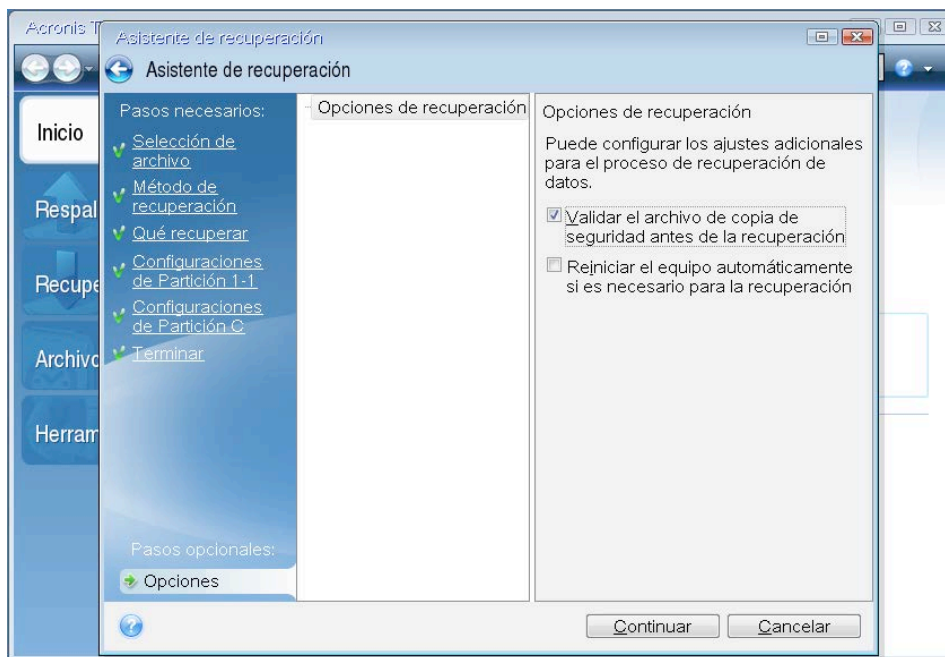 Acronis T
Asistente de recuperación
Asistente de recuperación
Inicio
Respal
Recupe
Archivo
Herram
Pasos necesarios:
Selección de
archivo
Método de
recuperación
Qué recuperar
Configuraciones
de Partición 1-1
Configuraciones
de Partición C
Terminar
Pasos opcionales:
Opciones
Opciones de recuperación
Opciones de recuperación
Puede configurar los ajustes adicionales
para el proceso de recuperación de
datos.
Validar el archivo de copia de
seguridad antes de la recuperación
Reiniciar el equipo automáticamente
si es necesario para la recuperación
Continuar
Cancelar